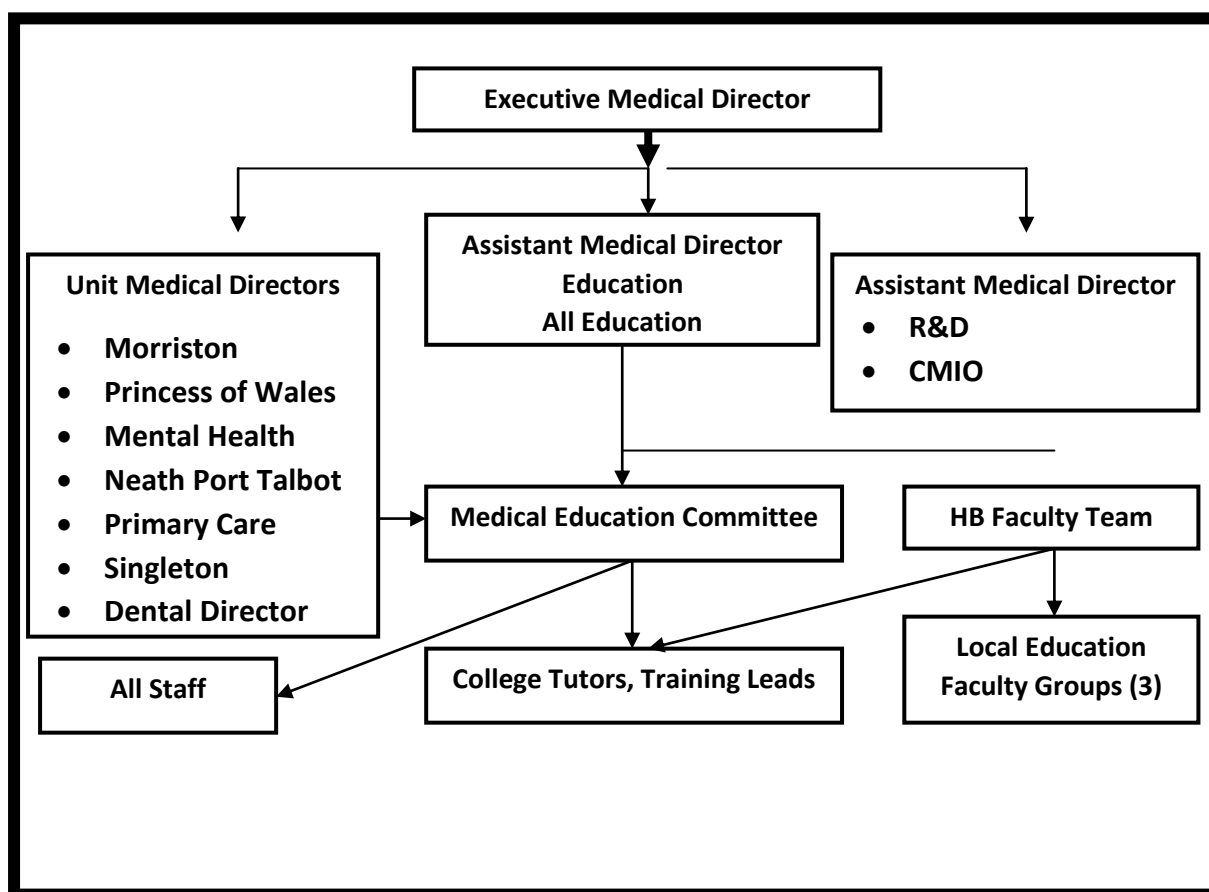 Executive Medical Director
Unit Medical Directors
• Morriston
• Princess of Wales
• Mental Health
• Neath Port Talbot
• Primary Care
• Singleton
• Dental Director
Assistant Medical Director
Education
All Education
Assistant Medical Director
• R&D
• CMIO
Medical Education Committee
HB Faculty Team
All Staff
College Tutors, Training Leads
Local Education
Faculty Groups (3)